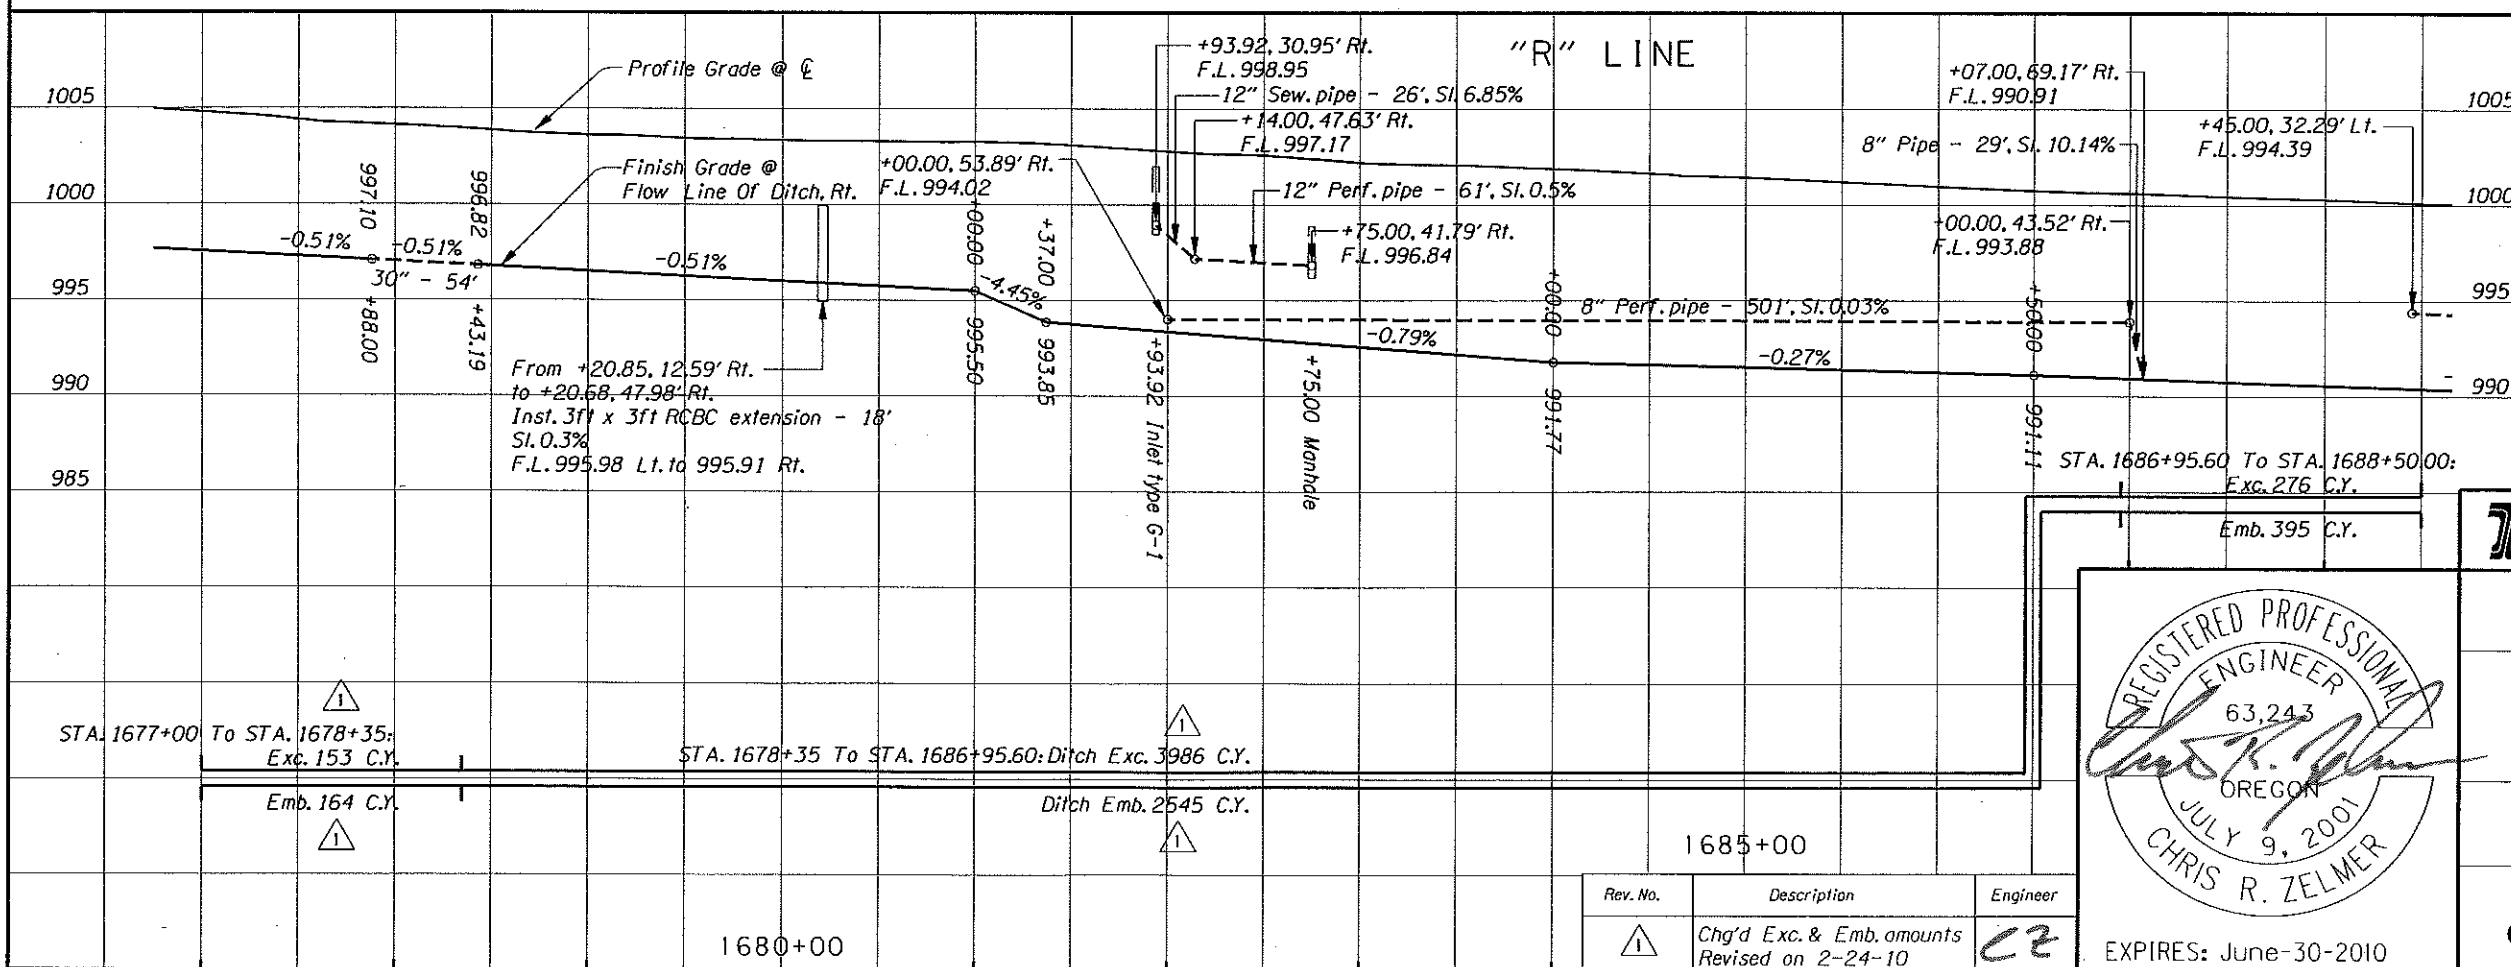 "R" LINE
Profile Grade @ ℄
+93.92, 30.95' Rt.
F.L. 998.95
12" Sew. pipe - 26', Sl. 6.85%
+14.00, 47.63' Rt.
F.L. 997.17
+07.00, 69.17' Rt.
F.L. 990.91
8" Pipe - 29', Sl. 10.14%
+45.00, 32.29' Lt.
F.L. 994.39
1005
1005
Finish Grade @
Flow Line Of Ditch, Rt.
+00.00, 53.89' Rt.
F.L. 994.02
12" Perf. pipe - 61', Sl. 0.5%
+75.00, 41.79' Rt.
F.L. 996.84
+00.00, 43.52' Rt.
F.L. 993.88
1000
1000
997.10
996.82
-0.51%
-0.51%
-0.51%
30" - 54'
+88.00
+43.19
+00.00
995.50
-4.45%
+37.00
993.85
8" Perf. pipe - 501', Sl. 0.03%
-0.79%
+00.00
991.77
-0.27%
+50.00
991.11
995
995
From +20.85, 12.59' Rt.
to +20.68, 47.98' Rt.
Inst. 3ft x 3ft RCBC extension - 18'
Sl. 0.3%
F.L. 995.98 Lt. to 995.91 Rt.
+93.92 Inlet type G-1
+75.00 Manhole
990
990
985
STA. 1686+95.60 To STA. 1688+50.00:
Exc. 276 C.Y.
Emb. 395 C.Y.
1
STA. 1677+00 To STA. 1678+35:
Exc. 153 C.Y.
Emb. 164 C.Y.
1
1
STA. 1678+35 To STA. 1686+95.60: Ditch Exc. 3986 C.Y.
Ditch Emb. 2545 C.Y.
1
1680+00
1685+00
Rev. No. Description Engineer
1 Chg'd Exc. & Emb. amounts
Revised on 2-24-10
CZ
REGISTERED PROFESSIONAL
ENGINEER
63,243
OREGON
JULY 9, 2001
CHRIS R. ZELMER
EXPIRES: June-30-2010